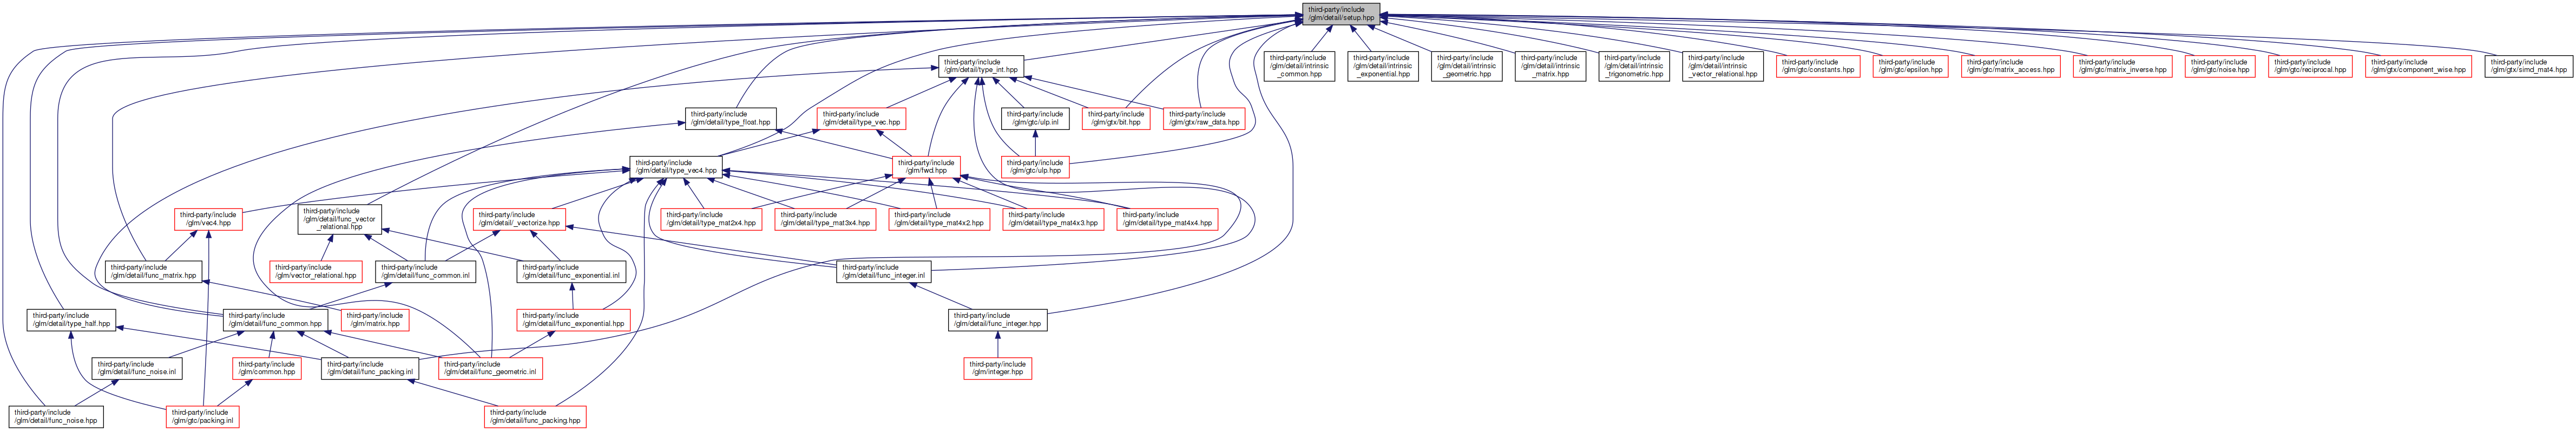 third-party/include
/glm/detail/setup.hpp
third-party/include
/glm/detail/type_int.hpp
third-party/include
/glm/detail/intrinsic
_common.hpp
third-party/include
/glm/detail/intrinsic
_exponential.hpp
third-party/include
/glm/detail/intrinsic
_geometric.hpp
third-party/include
/glm/detail/intrinsic
_matrix.hpp
third-party/include
/glm/detail/intrinsic
_trigonometric.hpp
third-party/include
/glm/detail/intrinsic
_vector_relational.hpp
third-party/include
/glm/gtc/constants.hpp
third-party/include
/glm/gtc/epsilon.hpp
third-party/include
/glm/gtc/matrix_access.hpp
third-party/include
/glm/gtc/matrix_inverse.hpp
third-party/include
/glm/gtc/noise.hpp
third-party/include
/glm/gtc/reciprocal.hpp
third-party/include
/glm/gtx/component_wise.hpp
third-party/include
/glm/gtx/simd_mat4.hpp
third-party/include
/glm/detail/type_float.hpp
third-party/include
/glm/detail/type_vec.hpp
third-party/include
/glm/gtc/ulp.inl
third-party/include
/glm/gtx/bit.hpp
third-party/include
/glm/gtx/raw_data.hpp
third-party/include
/glm/detail/type_vec4.hpp
third-party/include
/glm/fwd.hpp
third-party/include
/glm/gtc/ulp.hpp
third-party/include
/glm/vec4.hpp
third-party/include
/glm/detail/func_vector
_relational.hpp
third-party/include
/glm/detail/_vectorize.hpp
third-party/include
/glm/detail/type_mat2x4.hpp
third-party/include
/glm/detail/type_mat3x4.hpp
third-party/include
/glm/detail/type_mat4x2.hpp
third-party/include
/glm/detail/type_mat4x3.hpp
third-party/include
/glm/detail/type_mat4x4.hpp
third-party/include
/glm/detail/func_matrix.hpp
third-party/include
/glm/vector_relational.hpp
third-party/include
/glm/detail/func_common.inl
third-party/include
/glm/detail/func_exponential.inl
third-party/include
/glm/detail/func_integer.inl
third-party/include
/glm/detail/type_half.hpp
third-party/include
/glm/detail/func_common.hpp
third-party/include
/glm/matrix.hpp
third-party/include
/glm/detail/func_exponential.hpp
third-party/include
/glm/detail/func_integer.hpp
third-party/include
/glm/detail/func_noise.inl
third-party/include
/glm/common.hpp
third-party/include
/glm/detail/func_packing.inl
third-party/include
/glm/detail/func_geometric.inl
third-party/include
/glm/integer.hpp
third-party/include
/glm/detail/func_noise.hpp
third-party/include
/glm/gtc/packing.inl
third-party/include
/glm/detail/func_packing.hpp